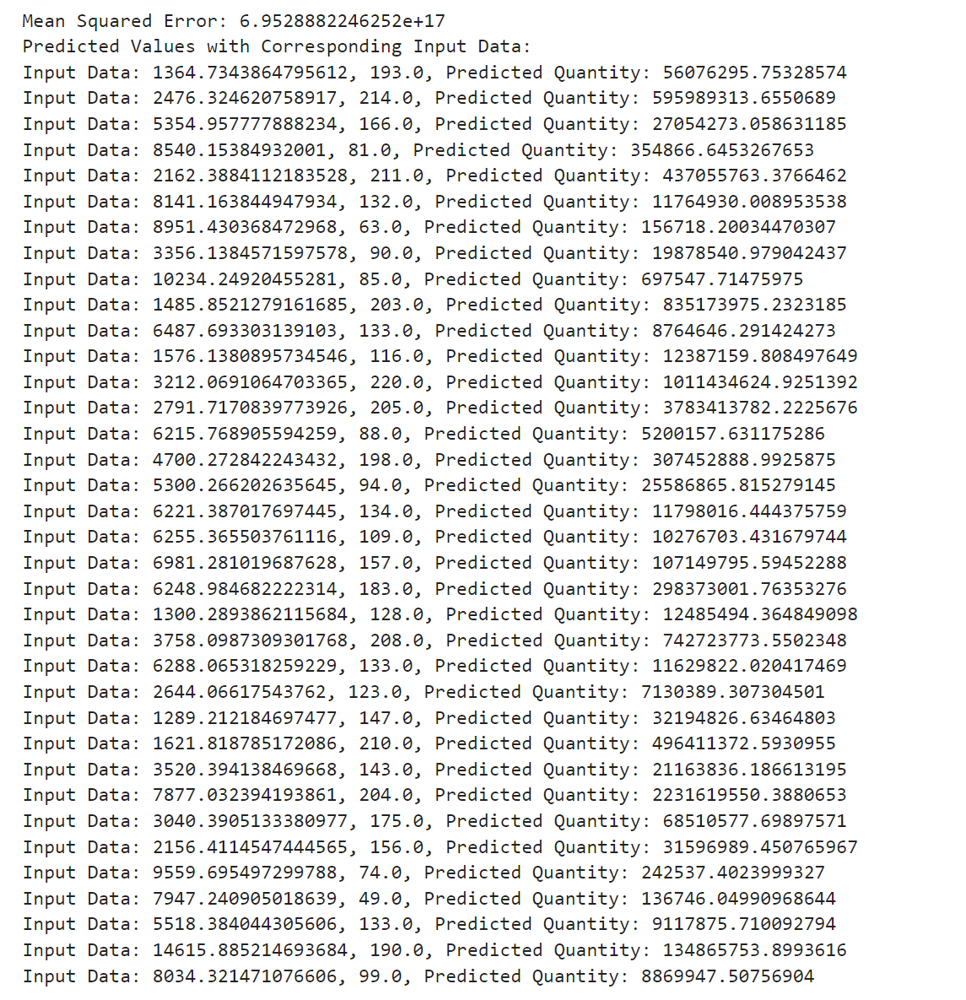 Mean Squared Error: 6.9528882246252e+17
Predicted Values with Corresponding Input Data:
Input Data: 1364.7343864795612, 193.0, Predicted Quantity: 56076295.75328574
Input Data: 2476.324620758917, 214.0, Predicted Quantity: 595989313.6550689
Input Data: 5354.957777888234, 166.0, Predicted Quantity: 27054273.058631185
Input Data: 8540.15384932001, 81.0, Predicted Quantity: 354866.6453267653
Input Data: 2162.3884112183528, 211.0, Predicted Quantity: 437055763.3766462
Input Data: 8141.163844947934, 132.0, Predicted Quantity: 11764930.008953538
Input Data: 8951.430368472968, 63.0, Predicted Quantity: 156718.20034470307
Input Data: 3356.1384571597578, 90.0, Predicted Quantity: 19878540.979042437
Input Data: 10234.24920455281, 85.0, Predicted Quantity: 697547.71475975
Input Data: 1485.8521279161685, 203.0, Predicted Quantity: 835173975.2323185
Input Data: 6487.693303139103, 133.0, Predicted Quantity: 8764646.291424273
Input Data: 1576.1380895734546, 116.0, Predicted Quantity: 12387159.808497649
Input Data: 3212.0691064703365, 220.0, Predicted Quantity: 1011434624.9251392
Input Data: 2791.7170839773926, 205.0, Predicted Quantity: 3783413782.2225676
Input Data: 6215.768905594259, 88.0, Predicted Quantity: 5200157.631175286
Input Data: 4700.272842243432, 198.0, Predicted Quantity: 307452888.9925875
Input Data: 5300.266202635645, 94.0, Predicted Quantity: 25586865.815279145
Input Data: 6221.387017697445, 134.0, Predicted Quantity: 11798016.444375759
Input Data: 6255.365503761116, 109.0, Predicted Quantity: 10276703.431679744
Input Data: 6981.281019687628, 157.0, Predicted Quantity: 107149795.59452288
Input Data: 6248.984682222314, 183.0, Predicted Quantity: 298373001.76353276
Input Data: 1300.2893862115684, 128.0, Predicted Quantity: 12485494.364849098
Input Data: 3758.0987309301768, 208.0, Predicted Quantity: 742723773.5502348
Input Data: 6288.065318259229, 133.0, Predicted Quantity: 11629822.020417469
Input Data: 2644.06617543762, 123.0, Predicted Quantity: 7130389.307304501
Input Data: 1289.212184697477, 147.0, Predicted Quantity: 32194826.63464803
Input Data: 1621.818785172086, 210.0, Predicted Quantity: 496411372.5930955
Input Data: 3520.394138469668, 143.0, Predicted Quantity: 21163836.186613195
Input Data: 7877.032394193861, 204.0, Predicted Quantity: 2231619550.3880653
Input Data: 3040.3905133380977, 175.0, Predicted Quantity: 68510577.69897571
Input Data: 2156.4114547444565, 156.0, Predicted Quantity: 31596989.450765967
Input Data: 9559.695497299788, 74.0, Predicted Quantity: 242537.4023999327
Input Data: 7947.240905018639, 49.0, Predicted Quantity: 136746.04990968644
Input Data: 5518.384044305606, 133.0, Predicted Quantity: 9117875.710092794
Input Data: 14615.885214693684, 190.0, Predicted Quantity: 134865753.8993616
Input Data: 8034.321471076606, 99.0, Predicted Quantity: 8869947.50756904